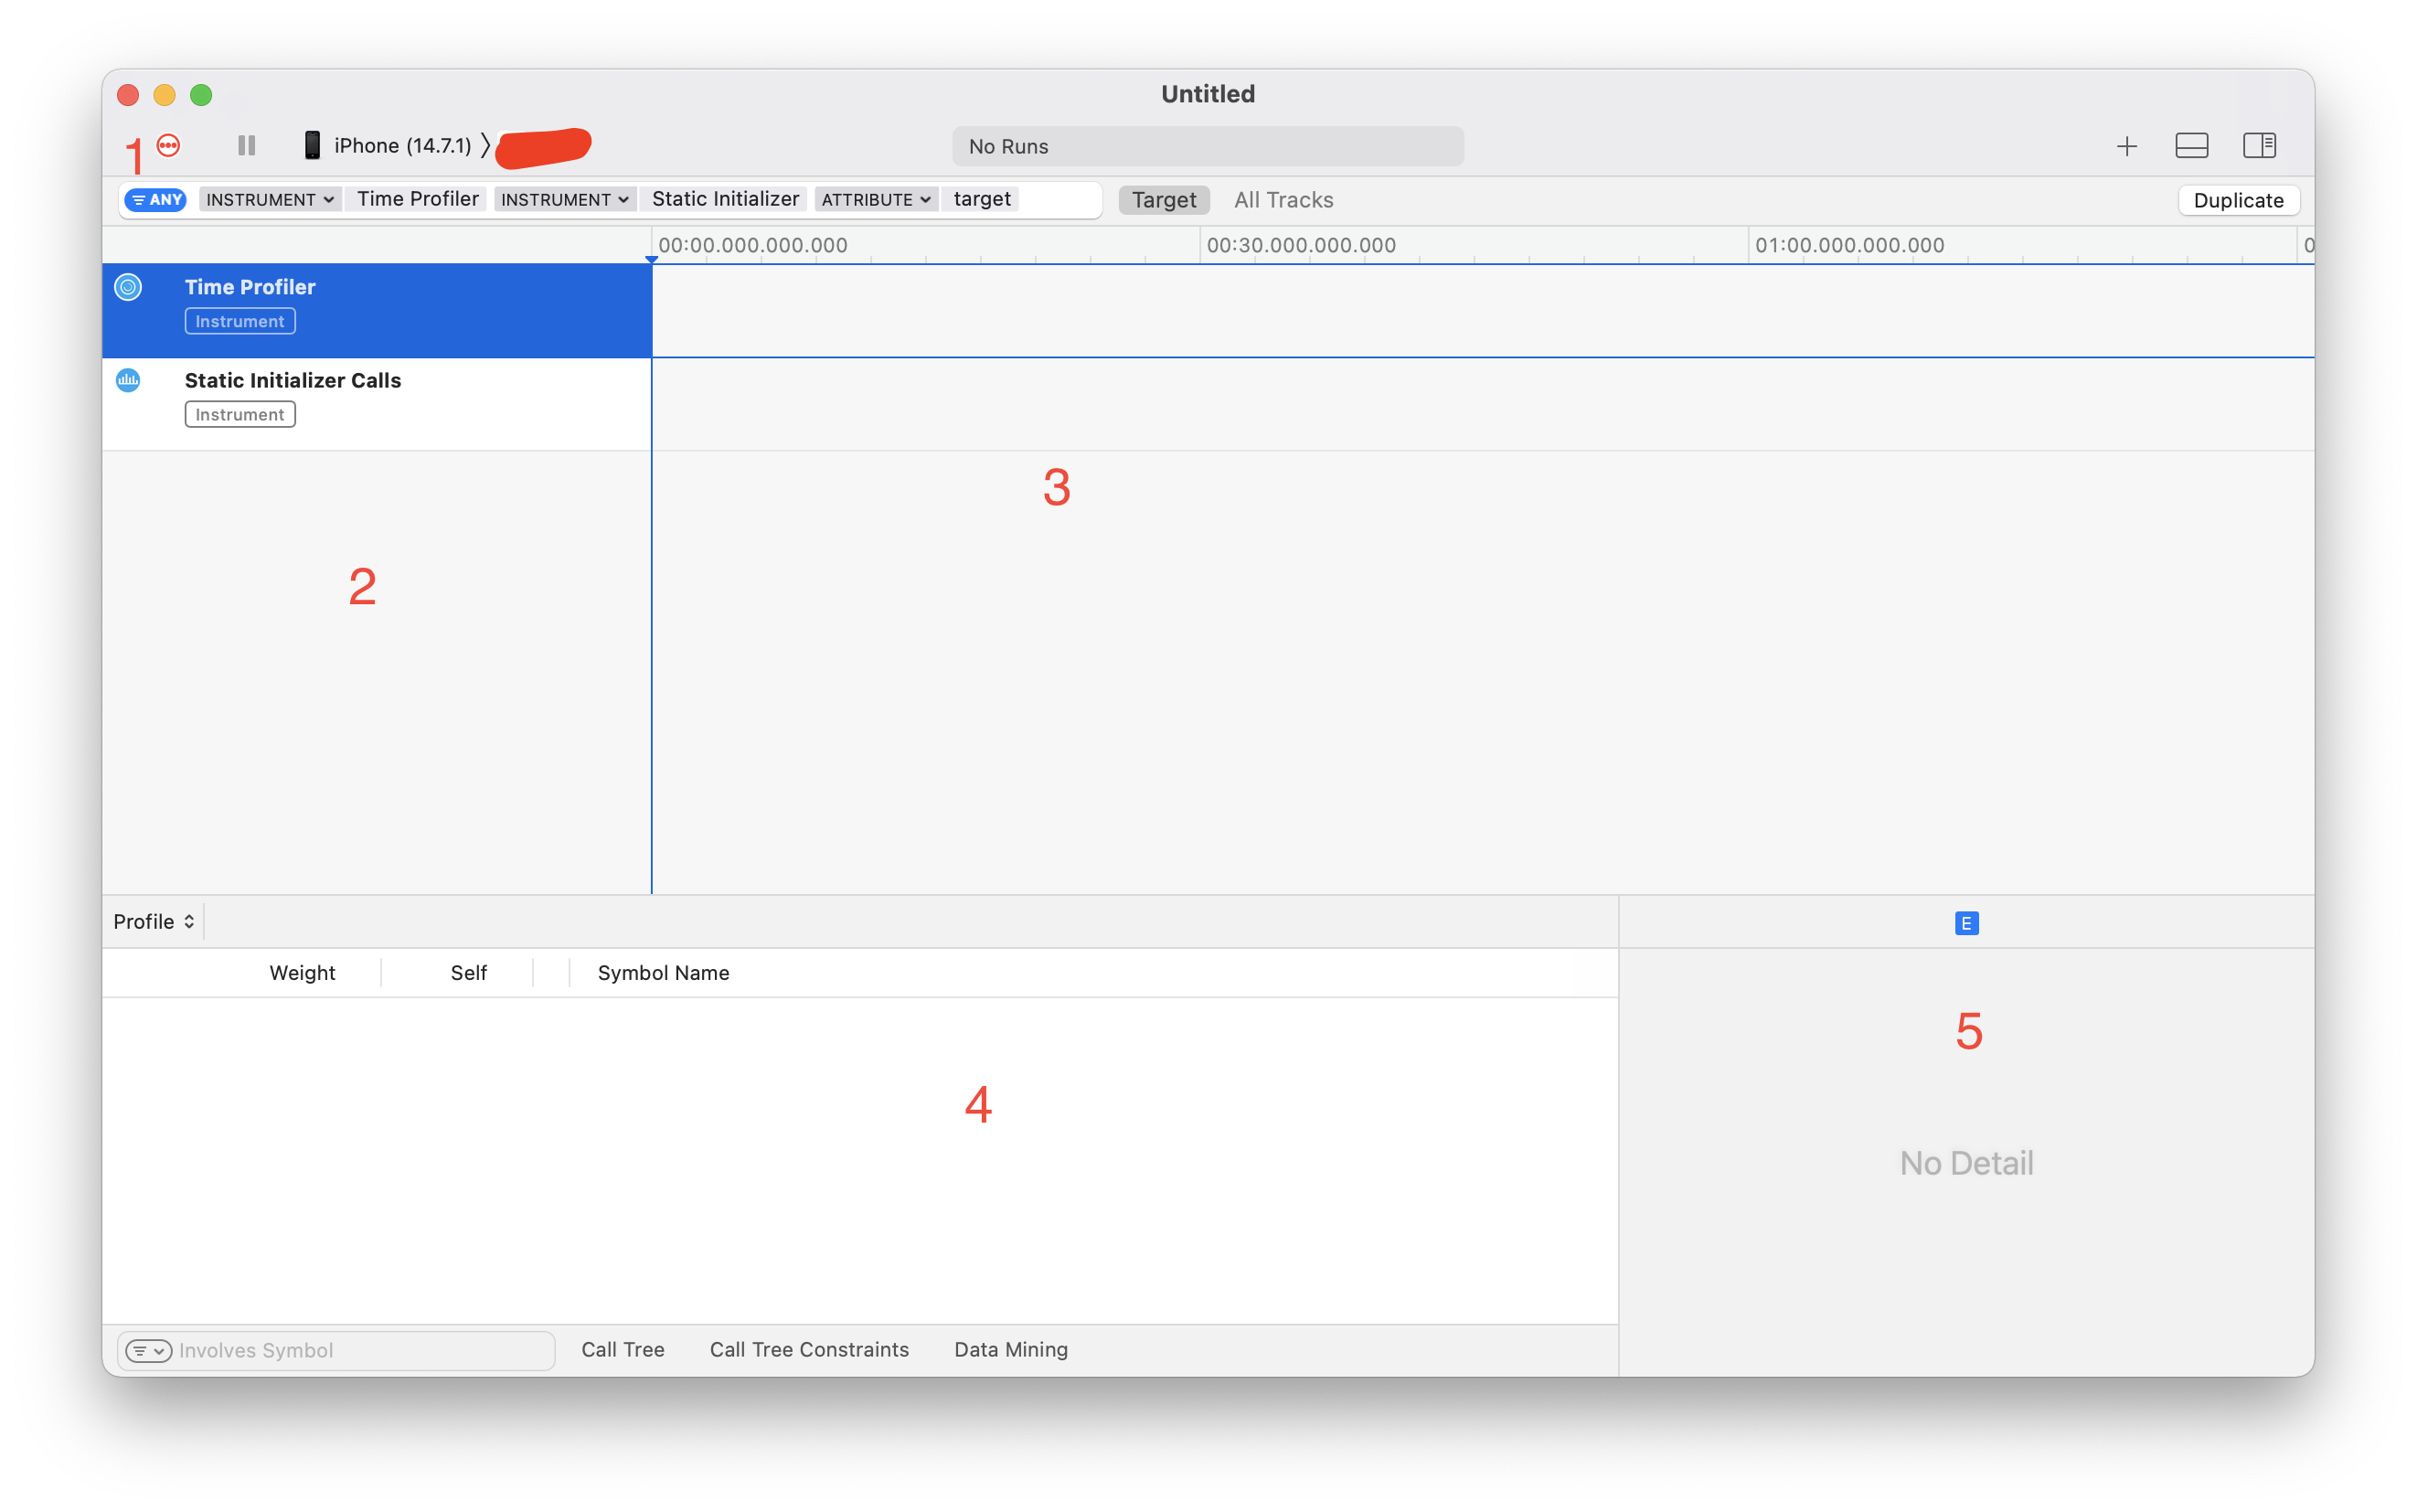 Untitled
1 iPhone (14.7.1) No Runs
ANY INSTRUMENT Time Profiler INSTRUMENT Static Initializer ATTRIBUTE target Target All Tracks Duplicate
00:00.000.000.000 00:30.000.000.000 01:00.000.000.000 0
Time Profiler
Instrument
Static Initializer Calls
Instrument
3
2
Profile E
Weight Self Symbol Name
5
4
No Detail
Involves Symbol Call Tree Call Tree Constraints Data Mining